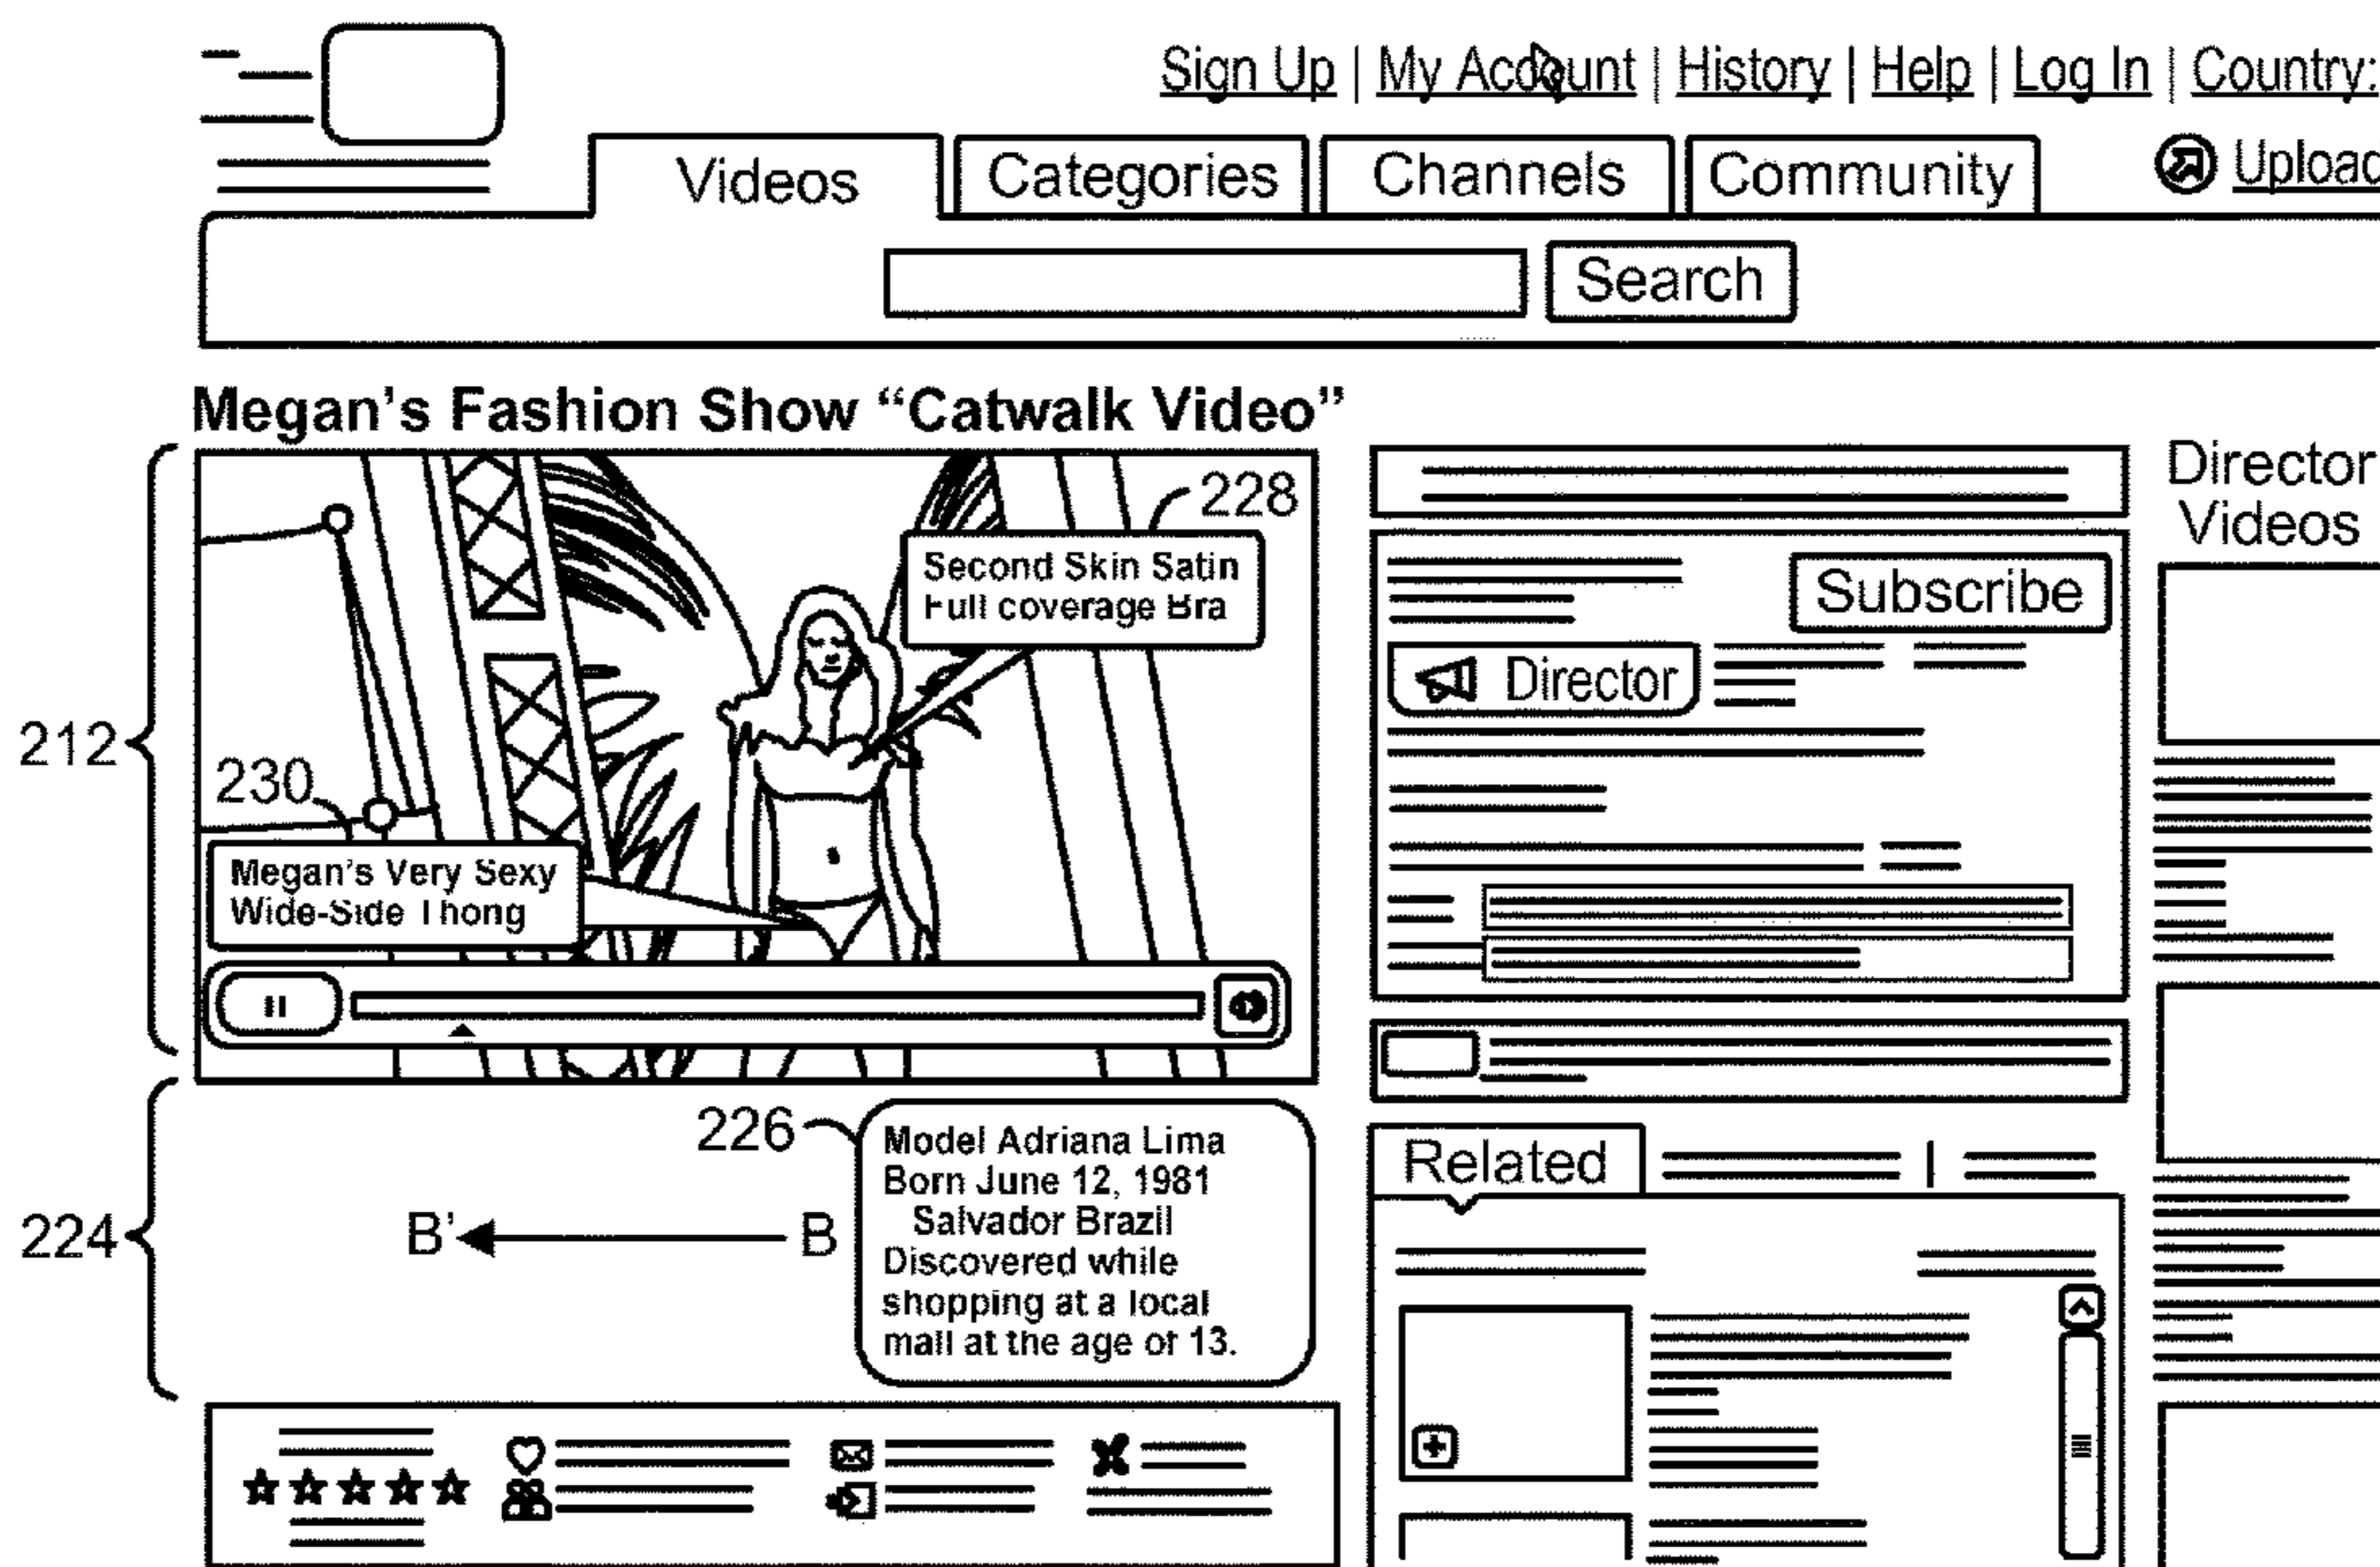 Sign Up | My Account | History | Help | Log In | Country:
Videos
Categories
Channels
Community
Upload
Search
Megan's Fashion Show “Catwalk Video”
212
228
Second Skin Satin
Full coverage Bra
230
Megan's Very Sexy
Wide-Side Thong
Subscribe
Director
Director
Videos
224
226
Model Adriana Lima
Born June 12, 1981
Salvador Brazil
Discovered while
shopping at a local
mall at the age of 13.
B' B
Related